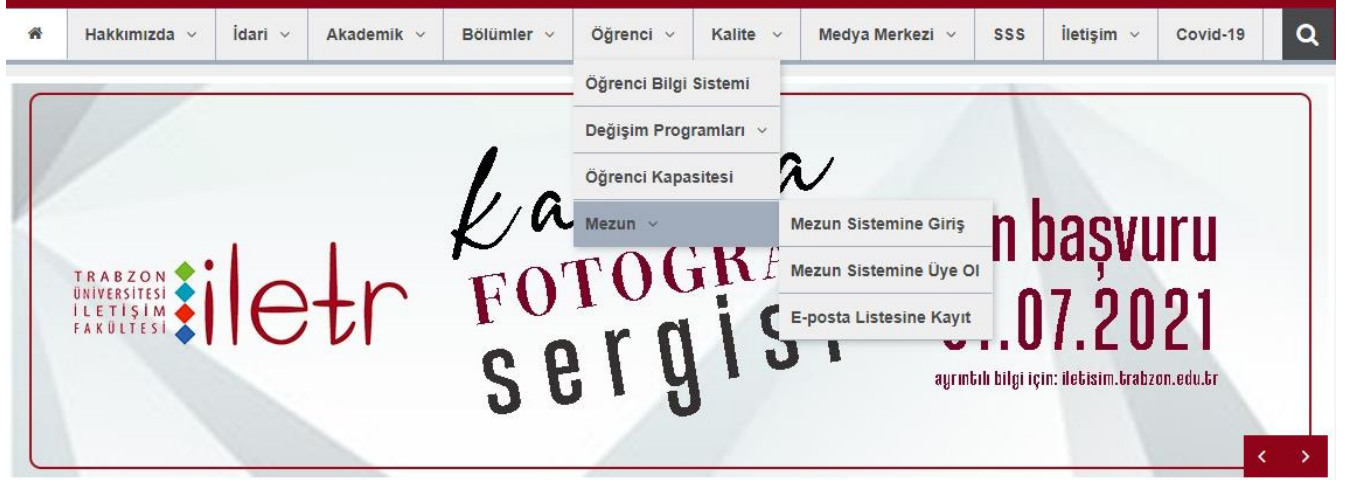 Hakkımızda İdari Akademik Bölümler Öğrenci Kalite Medya Merkezi SSS İletişim Covid-19
Öğrenci Bilgi Sistemi
Değişim Programları
Öğrenci Kapasitesi
Mezun
Mezun Sistemine Giriş
Mezun Sistemine Üye Ol
E-posta Listesine Kayıt
TRABZON
ÜNİVERSİTESİ
İLETİŞİM
FAKÜLTESİ
iletr
sergisi
başvuru
.07.2021
ayrıntılı bilgi için: iletisim.trabzon.edu.tr